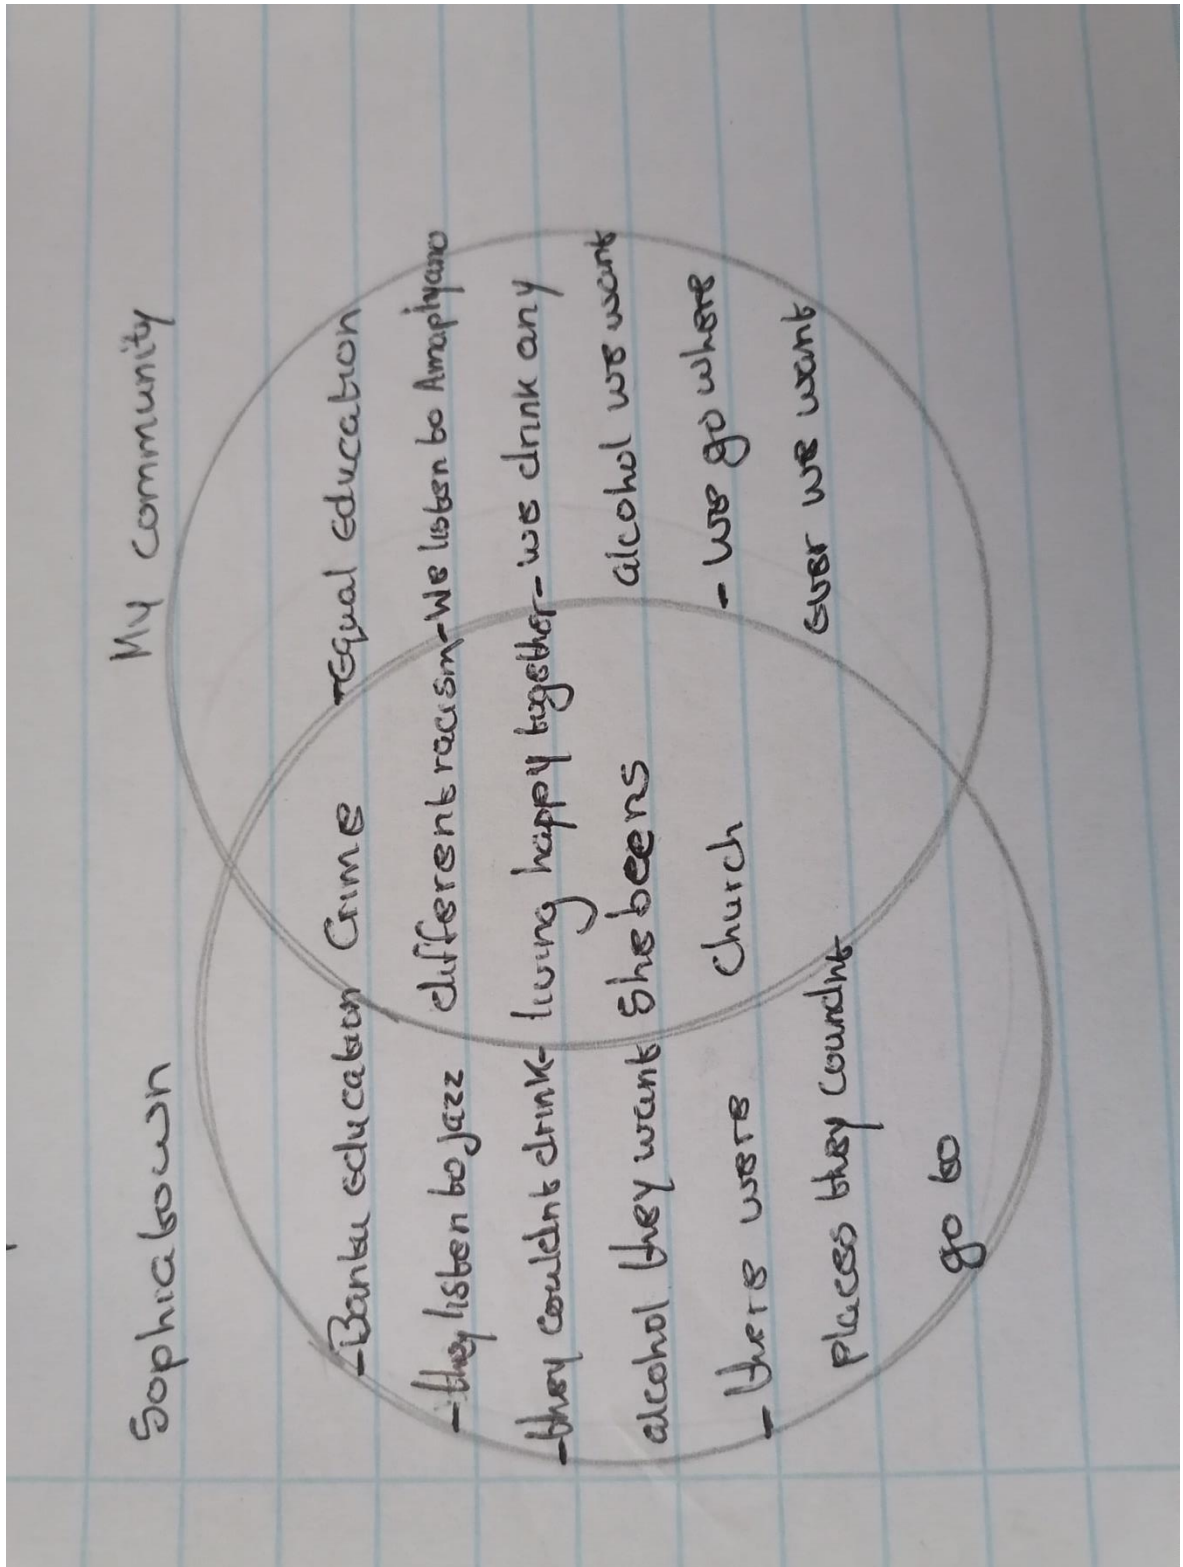 Sophiatown
My community
-Bantu education
-they listen to jazz
-they couldnt drink-
alcohol they want
- there were
places they coundnt
go to
Crime
different racism
living happy together
Shebeens
Church
-Equal education
-We listen to Amapiyano
-we drink any
alcohol we want
- we go where
ever we want